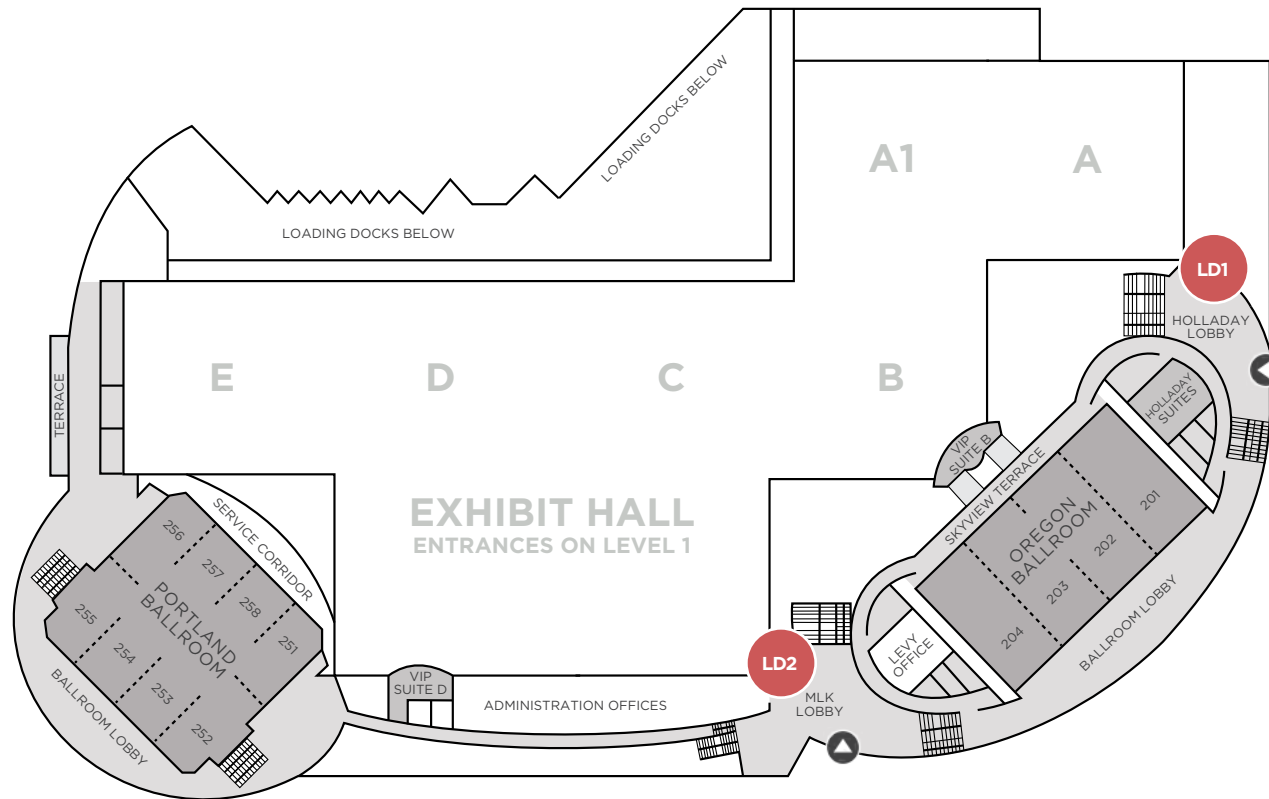 LOADING DOCKS BELOW
A1
A
LOADING DOCKS BELOW
LD1
HOLLADAY
LOBBY
TERRACE
E
D
C
B
HOLLADAY
SUITES
VIP
SUITE B
SKYVIEW TERRACE
OREGON
BALLROOM
201
202
203
204
BALLROOM LOBBY
EXHIBIT HALL
ENTRANCES ON LEVEL 1
SERVICE CORRIDOR
256
257
258
251
PORTLAND
BALLROOM
255
254
253
252
BALLROOM LOBBY
VIP
SUITE D
ADMINISTRATION OFFICES
LD2
MLK
LOBBY
LEVY
OFFICE